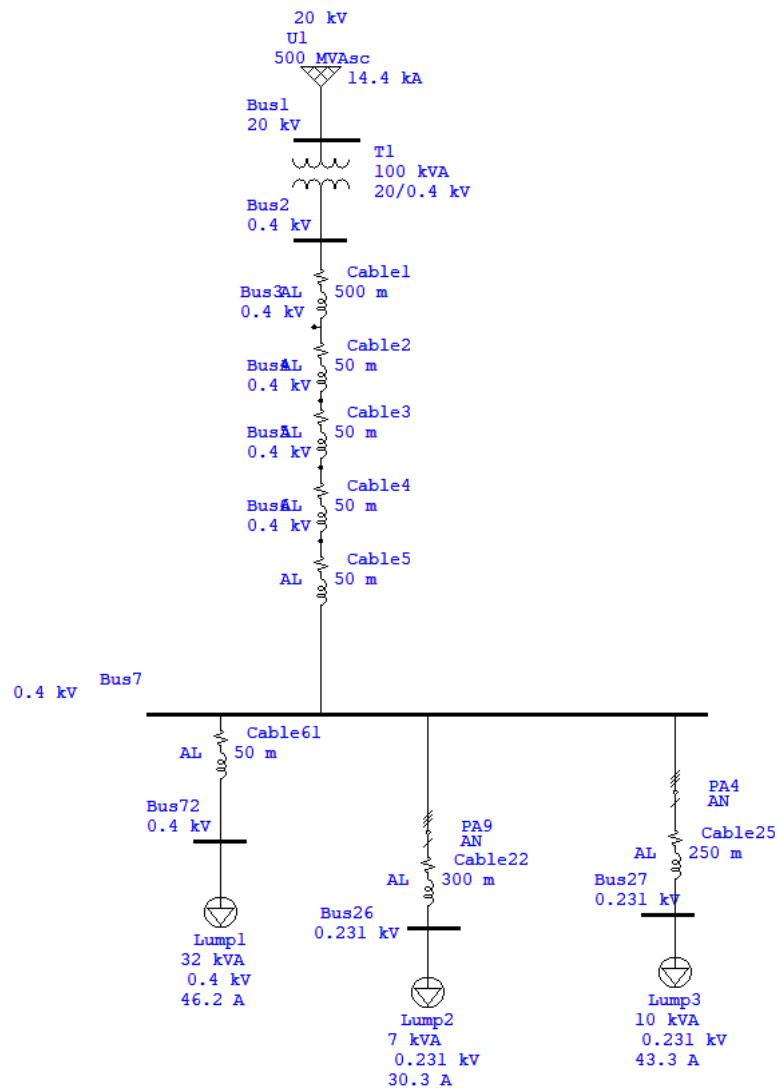 20 kV
U1
500 MVAsc
14.4 kA
Bus1
20 kV
T1
100 kVA
20/0.4 kV
Bus2
0.4 kV
Cable1
Bus3 AL 500 m
0.4 kV
Cable2
AL 50 m
0.4 kV
Cable3
AL 50 m
0.4 kV
Cable4
AL 50 m
0.4 kV
Cable5
AL 50 m
Bus7
0.4 kV
Cable61
AL 50 m
Bus72
0.4 kV
Lump1
32 kVA
0.4 kV
46.2 A
PA9
AN
Cable22
AL 300 m
Bus26
0.231 kV
Lump2
7 kVA
0.231 kV
30.3 A
PA4
AN
Cable25
AL 250 m
Bus27
0.231 kV
Lump3
10 kVA
0.231 kV
43.3 A